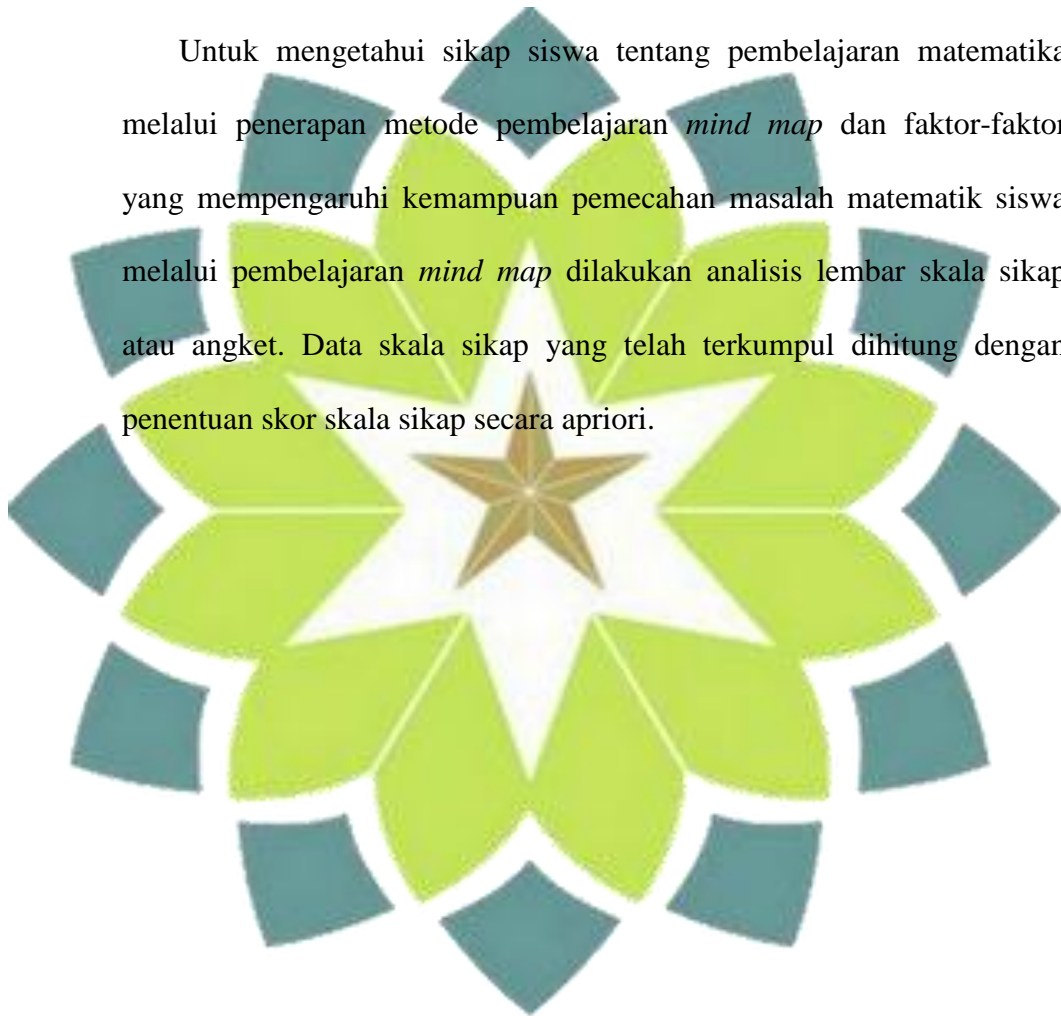 Untuk mengetahui sikap siswa tentang pembelajaran matematika
melalui penerapan metode pembelajaran mind map dan faktor-faktor
yang mempengaruhi kemampuan pemecahan masalah matematik siswa
melalui pembelajaran mind map dilakukan analisis lembar skala sikap
atau angket. Data skala sikap yang telah terkumpul dihitung dengan
penentuan skor skala sikap secara apriori.